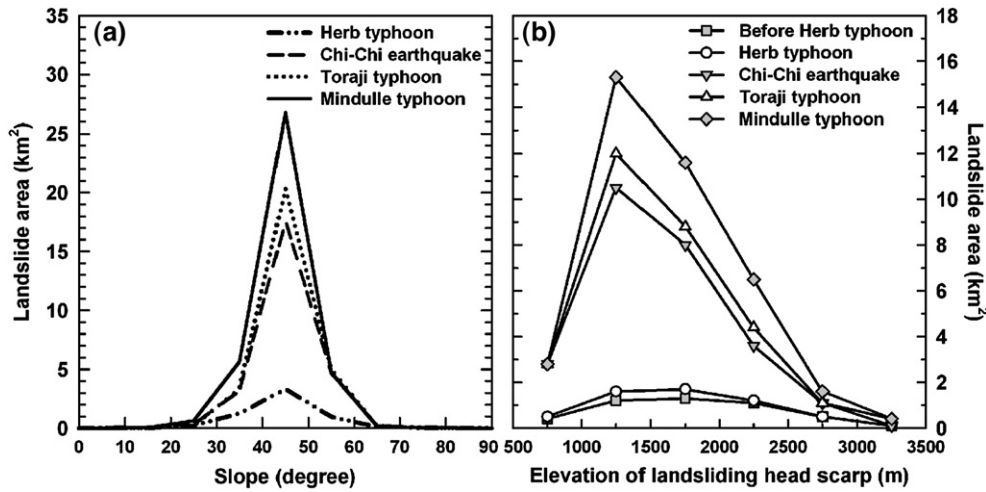 (a)
Herb typhoon
Chi-Chi earthquake
Toraji typhoon
Mindulle typhoon
Landslide area (km²)
35
30
25
20
15
10
5
0
0 10 20 30 40 50 60 70 80 90
Slope (degree)
(b)
Before Herb typhoon
Herb typhoon
Chi-Chi earthquake
Toraji typhoon
Mindulle typhoon
18
16
14
12
10
8
6
4
2
0
Landslide area (km²)
500 1000 1500 2000 2500 3000 3500
Elevation of landsliding head scarp (m)